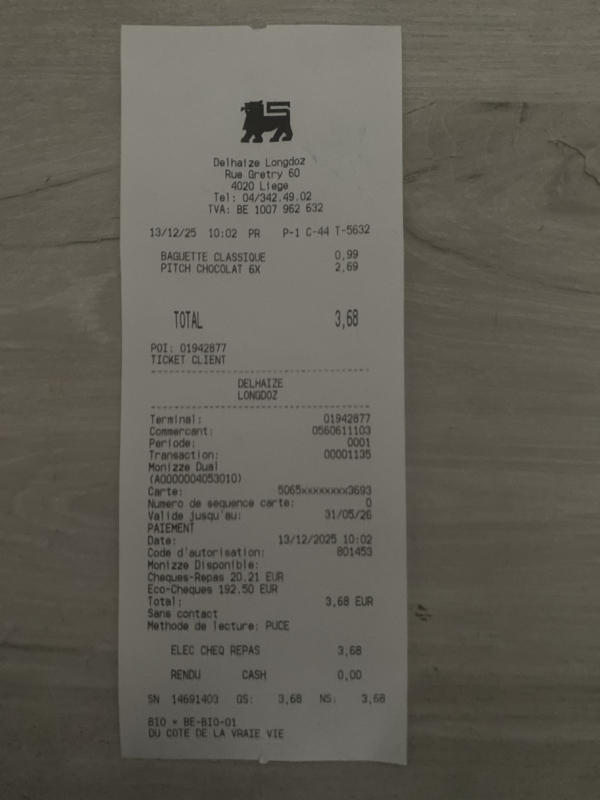 Delhaize Longdoz
Rue Gretry 60
4020 Liege
Tel: 04/342.49.02
TVA: BE 1007 962 632
13/12/25 10:02 PR P-1 C-44 T-5632
BAGUETTE CLASSIQUE 0,99
PITCH CHOCOLAT 6X 2,69
TOTAL 3,68
POI: 01942877
TICKET CLIENT
DELHAIZE
LONGDOZ
Terminal: 01942877
Commercant: 0560611103
Periode: 0001
Transaction: 00001135
Monizze Dual
(A0000004053010)
Carte: 5065xxxxxxxx3693
Numero de sequence carte: 0
Valide jusqu'au: 31/05/26
PAIEMENT
Date: 13/12/2025 10:02
Code d'autorisation: 801453
Monizze Disponible:
Cheques-Repas 20.21 EUR
Eco-Cheques 192.50 EUR
Total: 3,68 EUR
Sans contact
Methode de lecture: PUCE
ELEC CHEQ REPAS 3,68
RENDU CASH 0,00
SN 14691403 GS: 3,68 NS: 3,68
BIO * BE-BIO-01
DU COTE DE LA VRAIE VIE